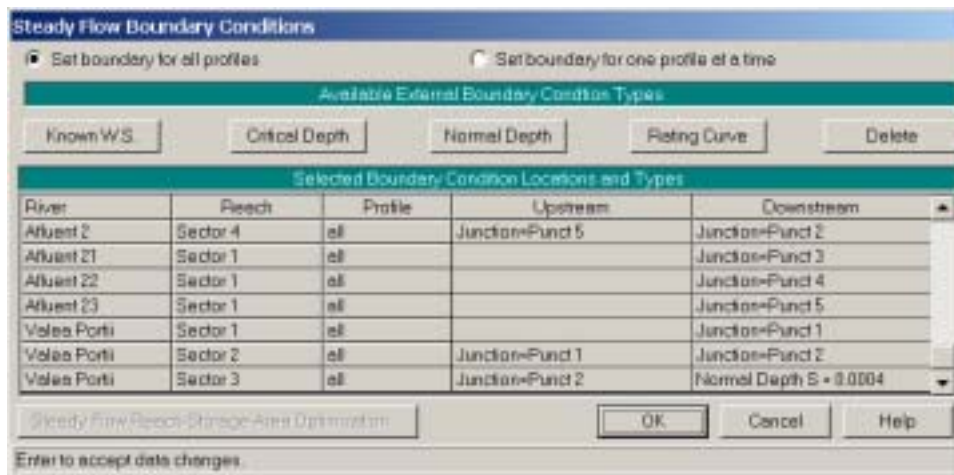 Steady Flow Boundary Conditions
Set boundary for all profiles Set boundary for one profile at a time
Available External Boundary Condtion Types
Known W.S. Critical Depth Normal Depth Rating Curve Delete
Selected Boundary Condition Locations and Types
River Reach Profile Upstream Downstream
Afluent 2 Sector 4 all Junction=Punct 5 Junction=Punct 2
Afluent 21 Sector 1 all Junction=Punct 3
Afluent 22 Sector 1 all Junction=Punct 4
Afluent 23 Sector 1 all Junction=Punct 5
Valea Portii Sector 1 all Junction=Punct 1
Valea Portii Sector 2 all Junction=Punct 1 Junction=Punct 2
Valea Portii Sector 3 all Junction=Punct 2 Normal Depth S = 0.0004
Steady Flow Reach-Storage Area Optimization OK Cancel Help
Enter to accept data changes.